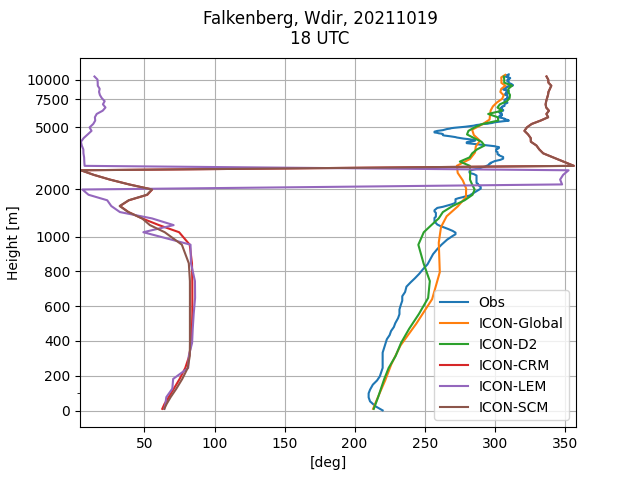 Falkenberg, Wdir, 20211019
18 UTC
10000
7500
5000
2000
1000
800
600
400
200
0
Height [m]
Obs
ICON-Global
ICON-D2
ICON-CRM
ICON-LEM
ICON-SCM
50
100
150
200
250
300
350
[deg]